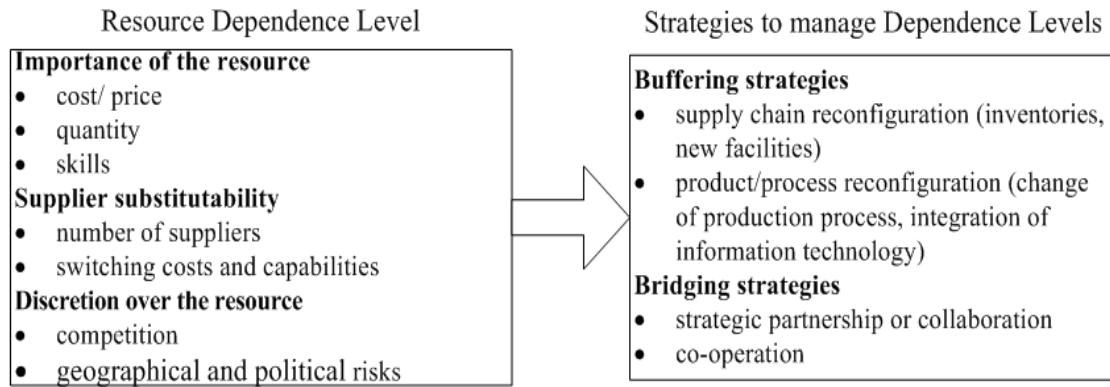 Resource Dependence Level
Importance of the resource
• cost/ price
• quantity
• skills
Supplier substitutability
• number of suppliers
• switching costs and capabilities
Discretion over the resource
• competition
• geographical and political risks
Strategies to manage Dependence Levels
Buffering strategies
• supply chain reconfiguration (inventories,
new facilities)
• product/process reconfiguration (change
of production process, integration of
information technology)
Bridging strategies
• strategic partnership or collaboration
• co-operation